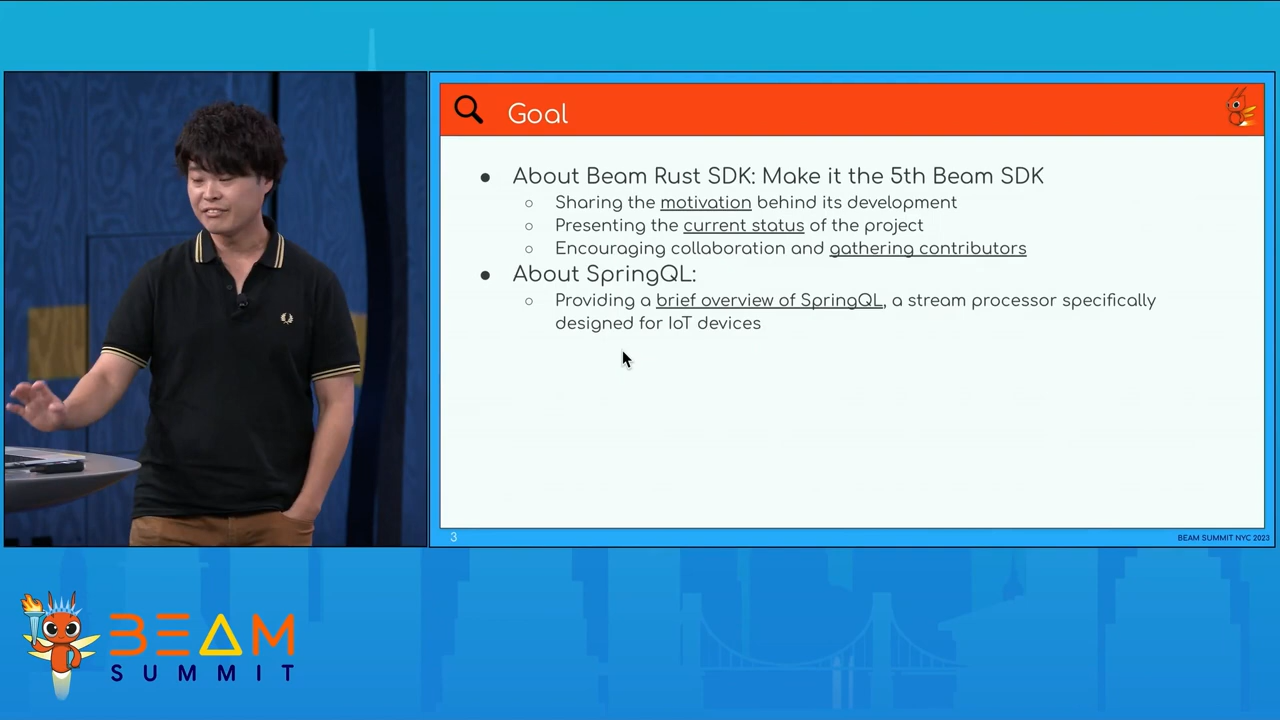 Goal
● About Beam Rust SDK: Make it the 5th Beam SDK
○ Sharing the motivation behind its development
○ Presenting the current status of the project
○ Encouraging collaboration and gathering contributors
● About SpringQL:
○ Providing a brief overview of SpringQL, a stream processor specifically
designed for IoT devices
3
BEAM SUMMIT NYC 2023
BEAM
SUMMIT